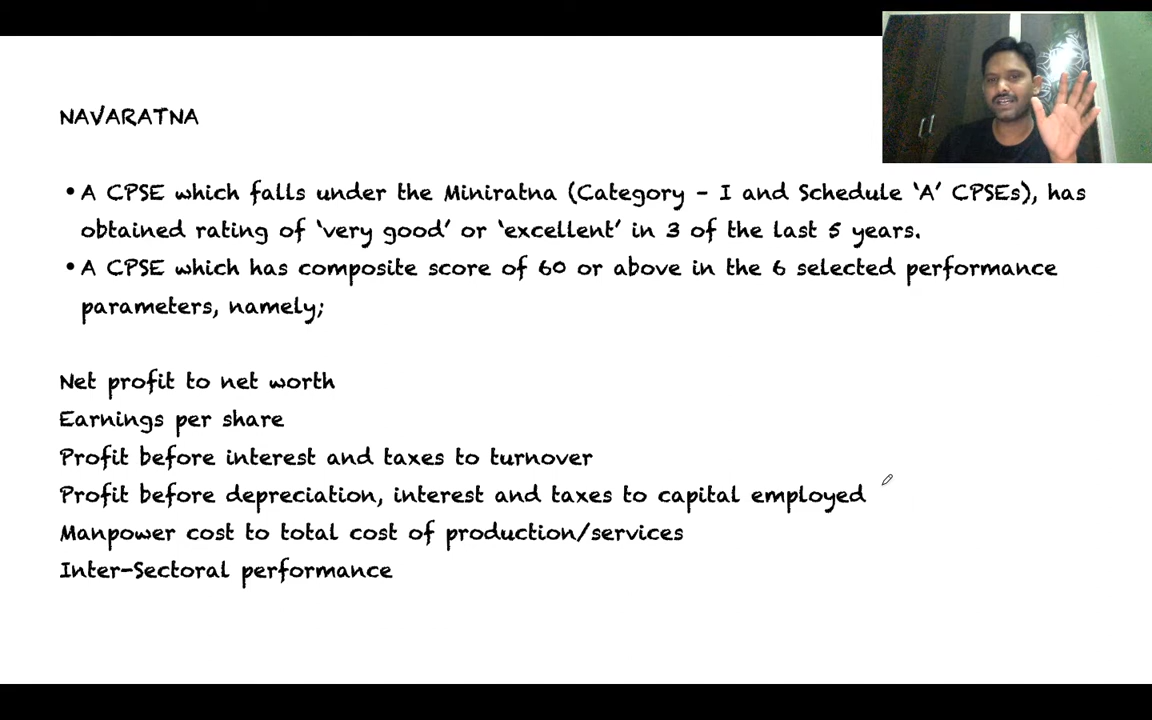 NAVARATNA
• A CPSE which falls under the Miniratna (Category – I and Schedule ‘A’ CPSEs), has
obtained rating of ‘very good’ or ‘excellent’ in 3 of the last 5 years.
• A CPSE which has composite score of 60 or above in the 6 selected performance
parameters, namely;
Net profit to net worth
Earnings per share
Profit before interest and taxes to turnover
Profit before depreciation, interest and taxes to capital employed
Manpower cost to total cost of production/services
Inter-Sectoral performance